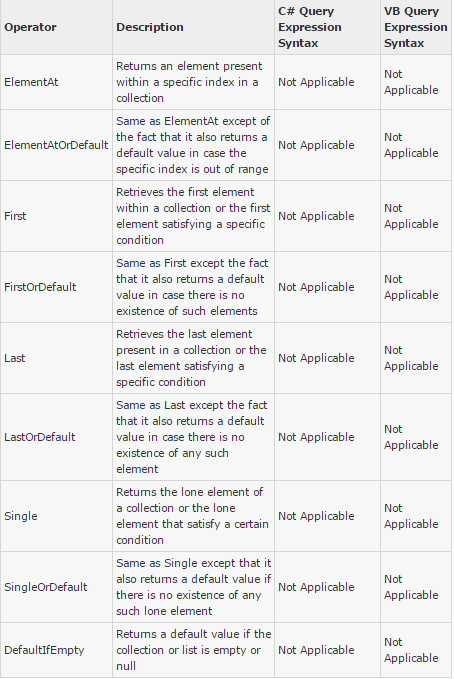 Operator Description C# Query Expression Syntax VB Query Expression Syntax
ElementAt
Returns an element present
within a specific index in a
collection
Not Applicable
Not
Applicable
ElementAtOrDefault
Same as ElementAt except of
the fact that it also returns a
default value in case the
specific index is out of range
Not Applicable
Not
Applicable
First
Retrieves the first element
within a collection or the first
element satisfying a specific
condition
Not Applicable
Not
Applicable
FirstOrDefault
Same as First except the fact
that it also returns a default
value in case there is no
existence of such elements
Not Applicable
Not
Applicable
Last
Retrieves the last element
present in a collection or the
last element satisfying a
specific condition
Not Applicable
Not
Applicable
LastOrDefault
Same as Last except the fact
that it also returns a default
value in case there is no
existence of any such
element
Not Applicable
Not
Applicable
Single
Returns the lone element of
a collection or the lone
element that satisfy a certain
condition
Not Applicable
Not
Applicable
SingleOrDefault
Same as Single except that it
also returns a default value if
there is no existence of any
such lone element
Not Applicable
Not
Applicable
DefaultIfEmpty
Returns a default value if the
collection or list is empty or
null
Not Applicable
Not
Applicable